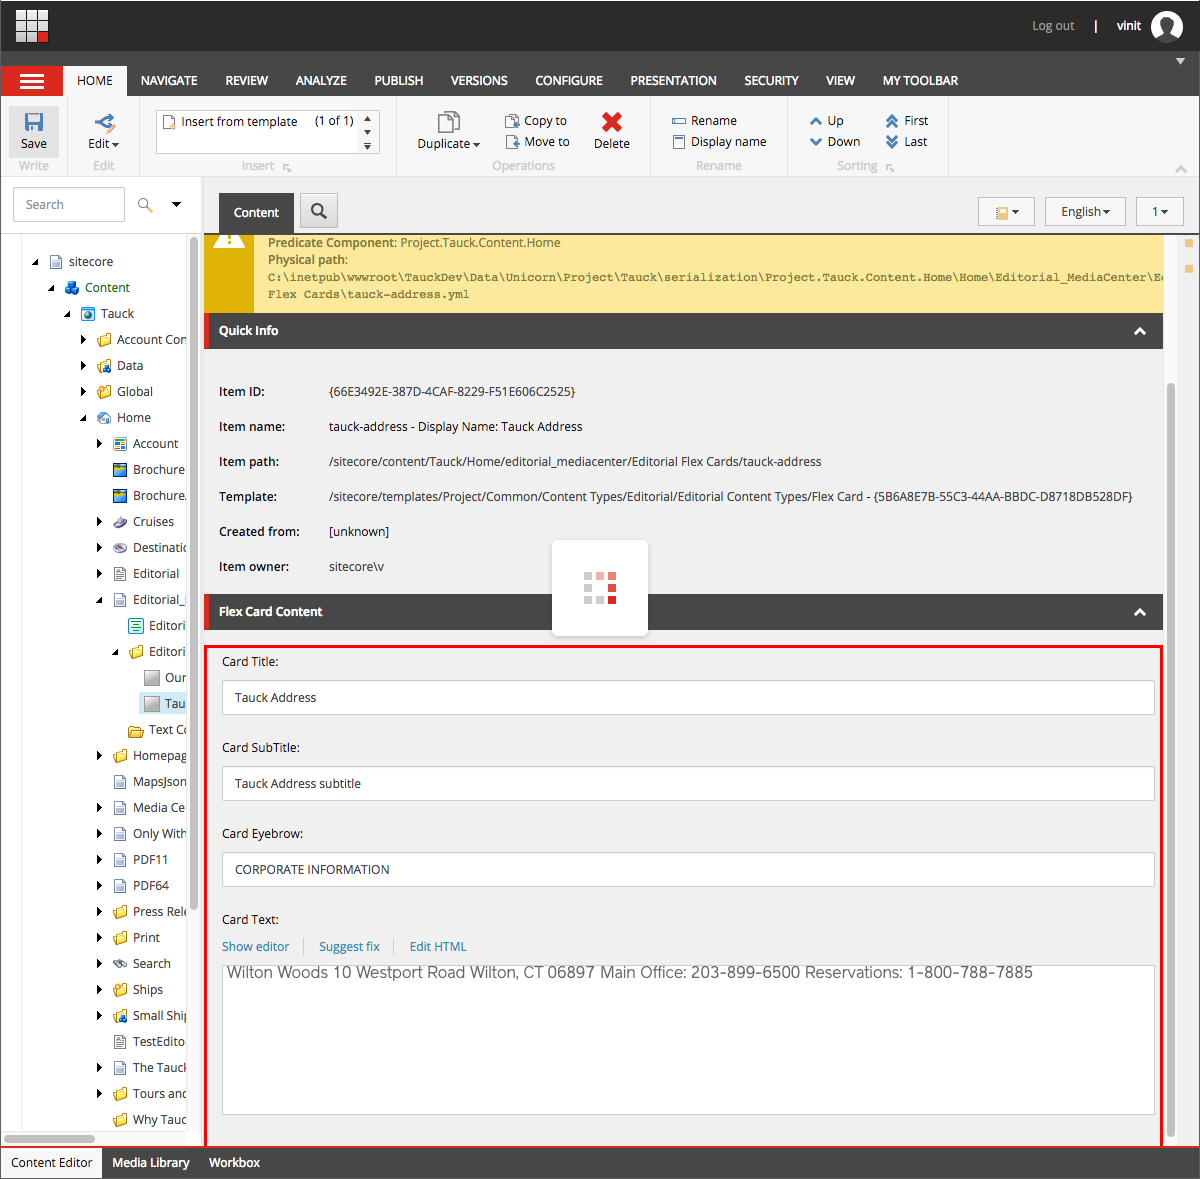 Log out | vinit
HOME NAVIGATE REVIEW ANALYZE PUBLISH VERSIONS CONFIGURE PRESENTATION SECURITY VIEW MY TOOLBAR
Save
Write
Edit
Edit
Insert from template (1 of 1)
Insert
Duplicate
Copy to
Move to
Delete
Operations
Rename
Display name
Rename
Up
Down
First
Last
Sorting
Search
sitecore
Content
Tauck
Account Con
Data
Global
Home
Account
Brochure
Brochure
Cruises
Destinatic
Editorial
Editorial_
Editori
Editori
Our
Tau
Text Co
Homepag
MapsJson
Media Ce
Only With
PDF11
PDF64
Press Rele
Print
Search
Ships
Small Ship
TestEdito
The Tauck
Tours and
Why Tauc
Content
English
1
Predicate Component: Project.Tauck.Content.Home
Physical path:
C:\inetpub\wwwroot\TauckDev\Data\Unicorn\Project\Tauck\serialization\Project.Tauck.Content.Home\Home\Editorial_MediaCenter\Ed
Flex Cards\tauck-address.yml
Quick Info
Item ID: {66E3492E-387D-4CAF-8229-F51E606C2525}
Item name: tauck-address - Display Name: Tauck Address
Item path: /sitecore/content/Tauck/Home/editorial_mediacenter/Editorial Flex Cards/tauck-address
Template: /sitecore/templates/Project/Common/Content Types/Editorial/Editorial Content Types/Flex Card - {5B6A8E7B-55C3-44AA-BBDC-D8718DB528DF}
Created from: [unknown]
Item owner: sitecore\v
Flex Card Content
Card Title:
Tauck Address
Card SubTitle:
Tauck Address subtitle
Card Eyebrow:
CORPORATE INFORMATION
Card Text:
Show editor Suggest fix Edit HTML
Wilton Woods 10 Westport Road Wilton, CT 06897 Main Office: 203-899-6500 Reservations: 1-800-788-7885
Content Editor Media Library Workbox